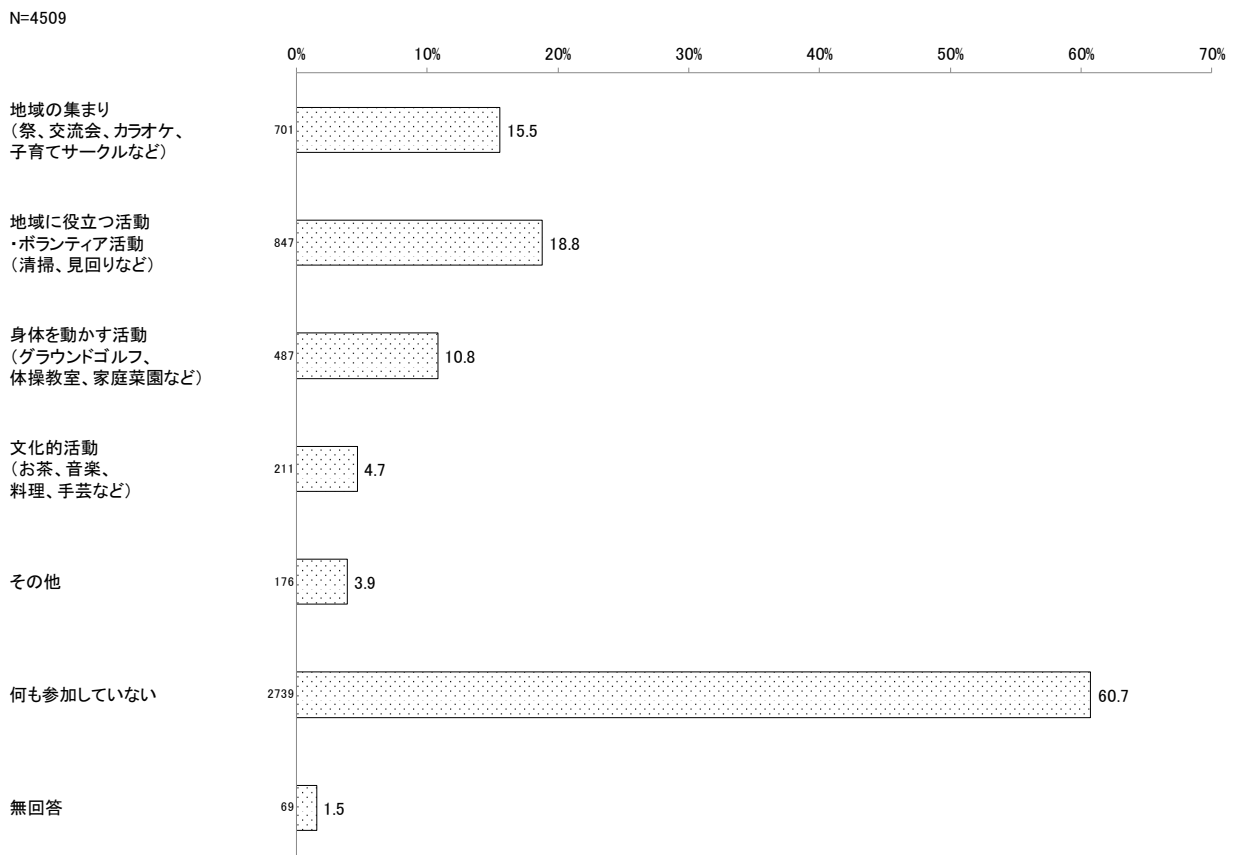 N=4509
0% 10% 20% 30% 40% 50% 60% 70%
地域の集まり
（祭、交流会、カラオケ、
子育てサークルなど）
701
15.5
地域に役立つ活動
・ボランティア活動
（清掃、見回りなど）
847
18.8
身体を動かす活動
（グラウンドゴルフ、
体操教室、家庭菜園など）
487
10.8
文化的活動
（お茶、音楽、
料理、手芸など）
211
4.7
その他
176
3.9
何も参加していない
2739
60.7
無回答
69
1.5